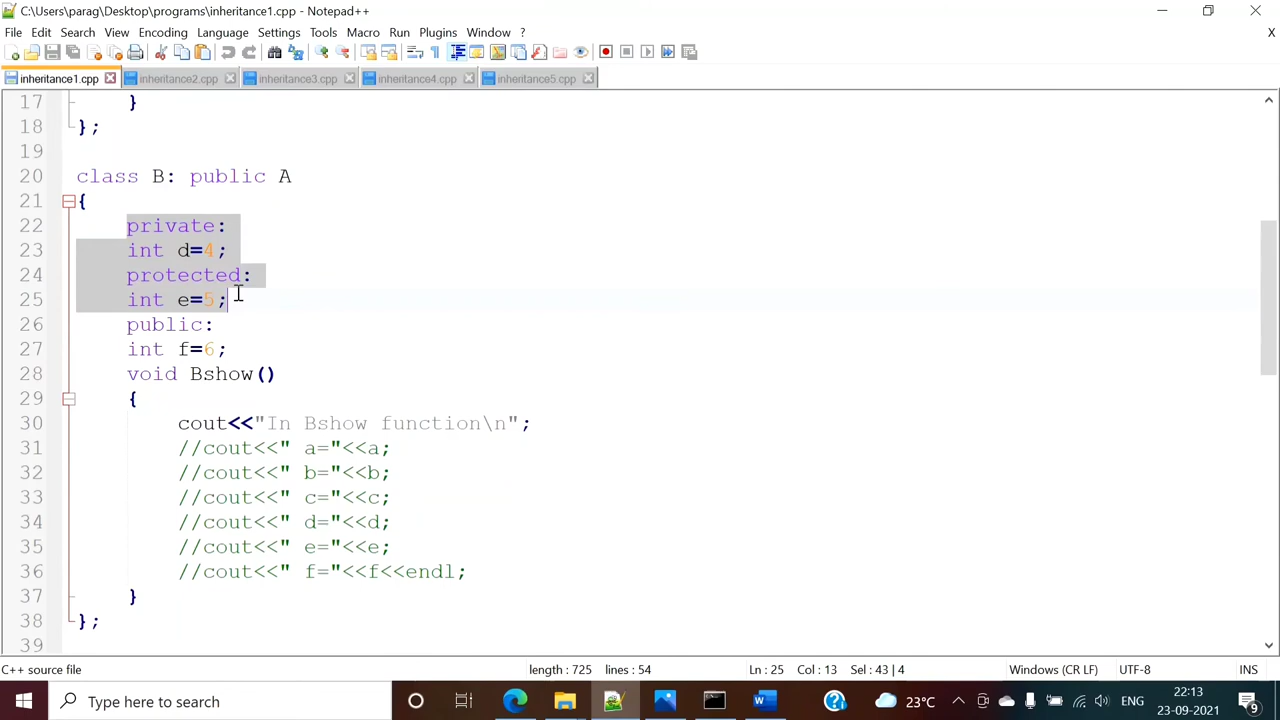 C:\Users\parag\Desktop\programs\inheritance1.cpp - Notepad++
File Edit Search View Encoding Language Settings Tools Macro Run Plugins Window ? X
inheritance1.cpp inheritance2.cpp inheritance3.cpp inheritance4.cpp inheritance5.cpp
17 }
18 };
19
20 class B: public A
21 {
22 private:
23 int d=4;
24 protected:
25 int e=5;
26 public:
27 int f=6;
28 void Bshow()
29 {
30 cout<<"In Bshow function\n";
31 //cout<<" a="<<a;
32 //cout<<" b="<<b;
33 //cout<<" c="<<c;
34 //cout<<" d="<<d;
35 //cout<<" e="<<e;
36 //cout<<" f="<<f<<endl;
37 }
38 };
39
C++ source file length : 725 lines : 54 Ln : 25 Col : 13 Sel : 43 | 4 Windows (CR LF) UTF-8 INS
Type here to search 23°C ENG 22:13
23-09-2021 9